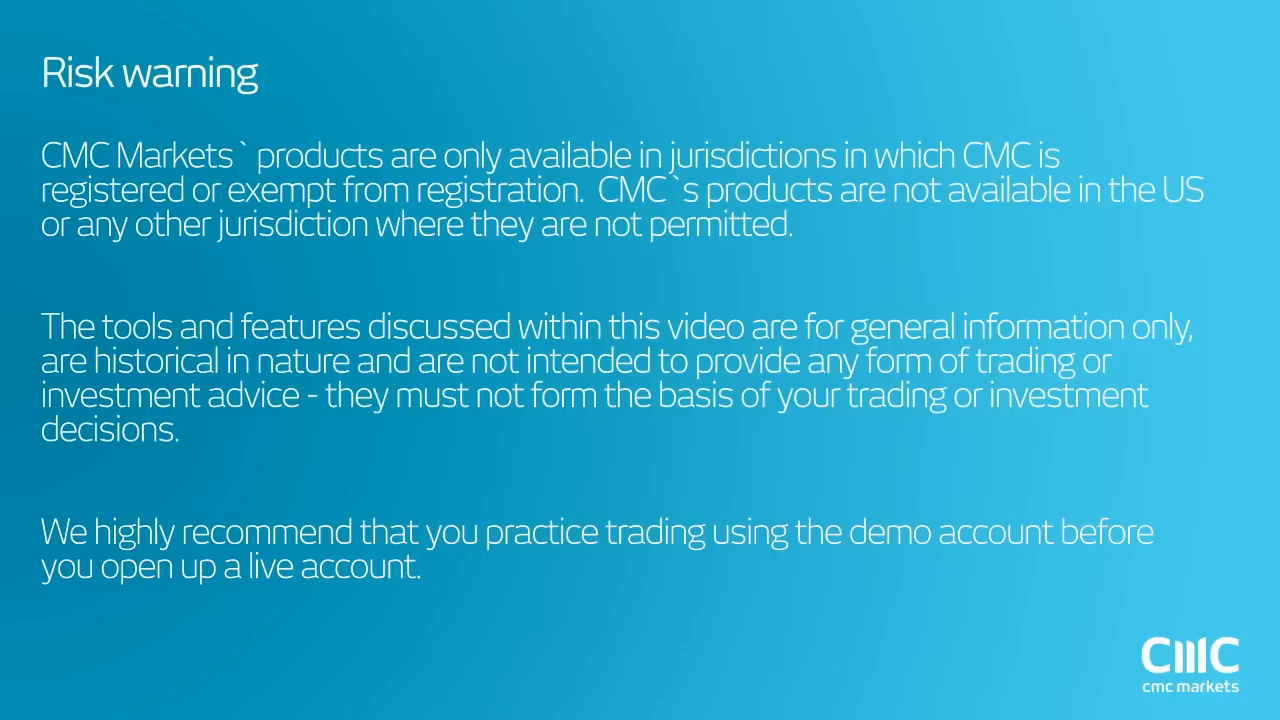 Risk warning
CMC Markets` products are only available in jurisdictions in which CMC is
registered or exempt from registration.  CMC`s products are not available in the US
or any other jurisdiction where they are not permitted.
The tools and features discussed within this video are for general information only,
are historical in nature and are not intended to provide any form of trading or
investment advice - they must not form the basis of your trading or investment
decisions.
We highly recommend that you practice trading using the demo account before
you open up a live account.
CMC
cmc markets